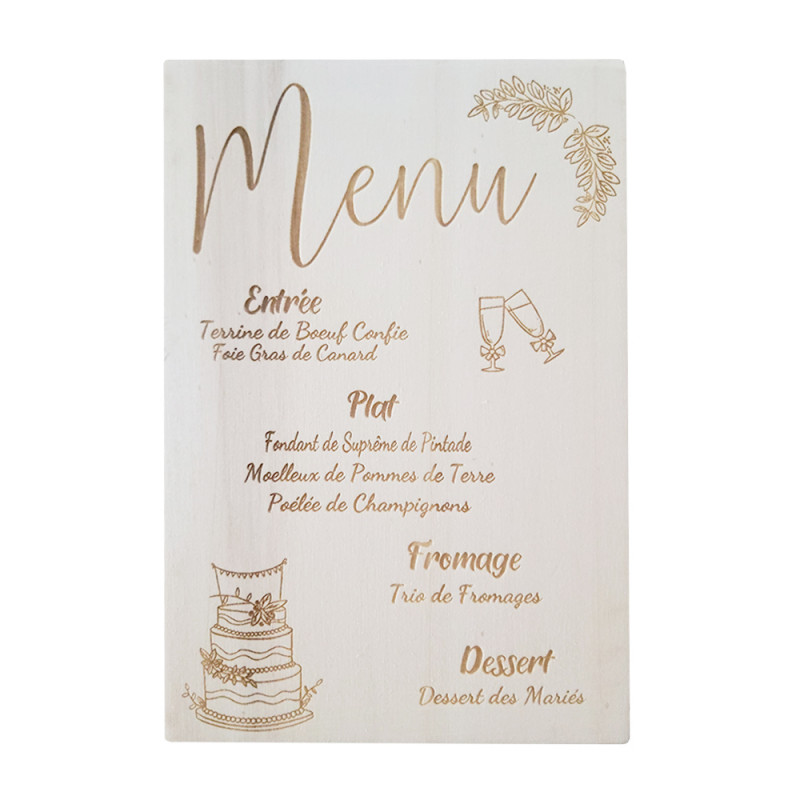 Menu
Entrée
Terrine de Boeuf Confie
Foie Gras de Canard
Plat
Fondant de Suprême de Pintade
Moelleux de Pommes de Terre
Poêlée de Champignons
Fromage
Trio de Fromages
Dessert
Dessert des Mariés